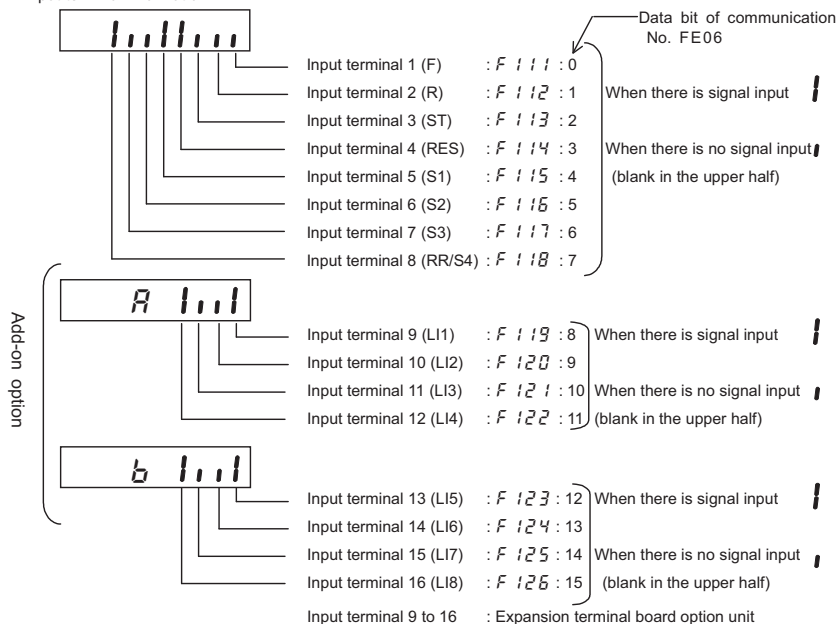 Data bit of communication
No. FE06
Input terminal 1 (F) : F111 : 0
Input terminal 2 (R) : F112 : 1 When there is signal input
Input terminal 3 (ST) : F113 : 2
Input terminal 4 (RES) : F114 : 3 When there is no signal input
Input terminal 5 (S1) : F115 : 4 (blank in the upper half)
Input terminal 6 (S2) : F116 : 5
Input terminal 7 (S3) : F117 : 6
Input terminal 8 (RR/S4) : F118 : 7
Add-on option
A
Input terminal 9 (LI1) : F119 : 8 When there is signal input
Input terminal 10 (LI2) : F120 : 9
Input terminal 11 (LI3) : F121 : 10 When there is no signal input
Input terminal 12 (LI4) : F122 : 11 (blank in the upper half)
b
Input terminal 13 (LI5) : F123 : 12 When there is signal input
Input terminal 14 (LI6) : F124 : 13
Input terminal 15 (LI7) : F125 : 14 When there is no signal input
Input terminal 16 (LI8) : F126 : 15 (blank in the upper half)
Input terminal 9 to 16 : Expansion terminal board option unit